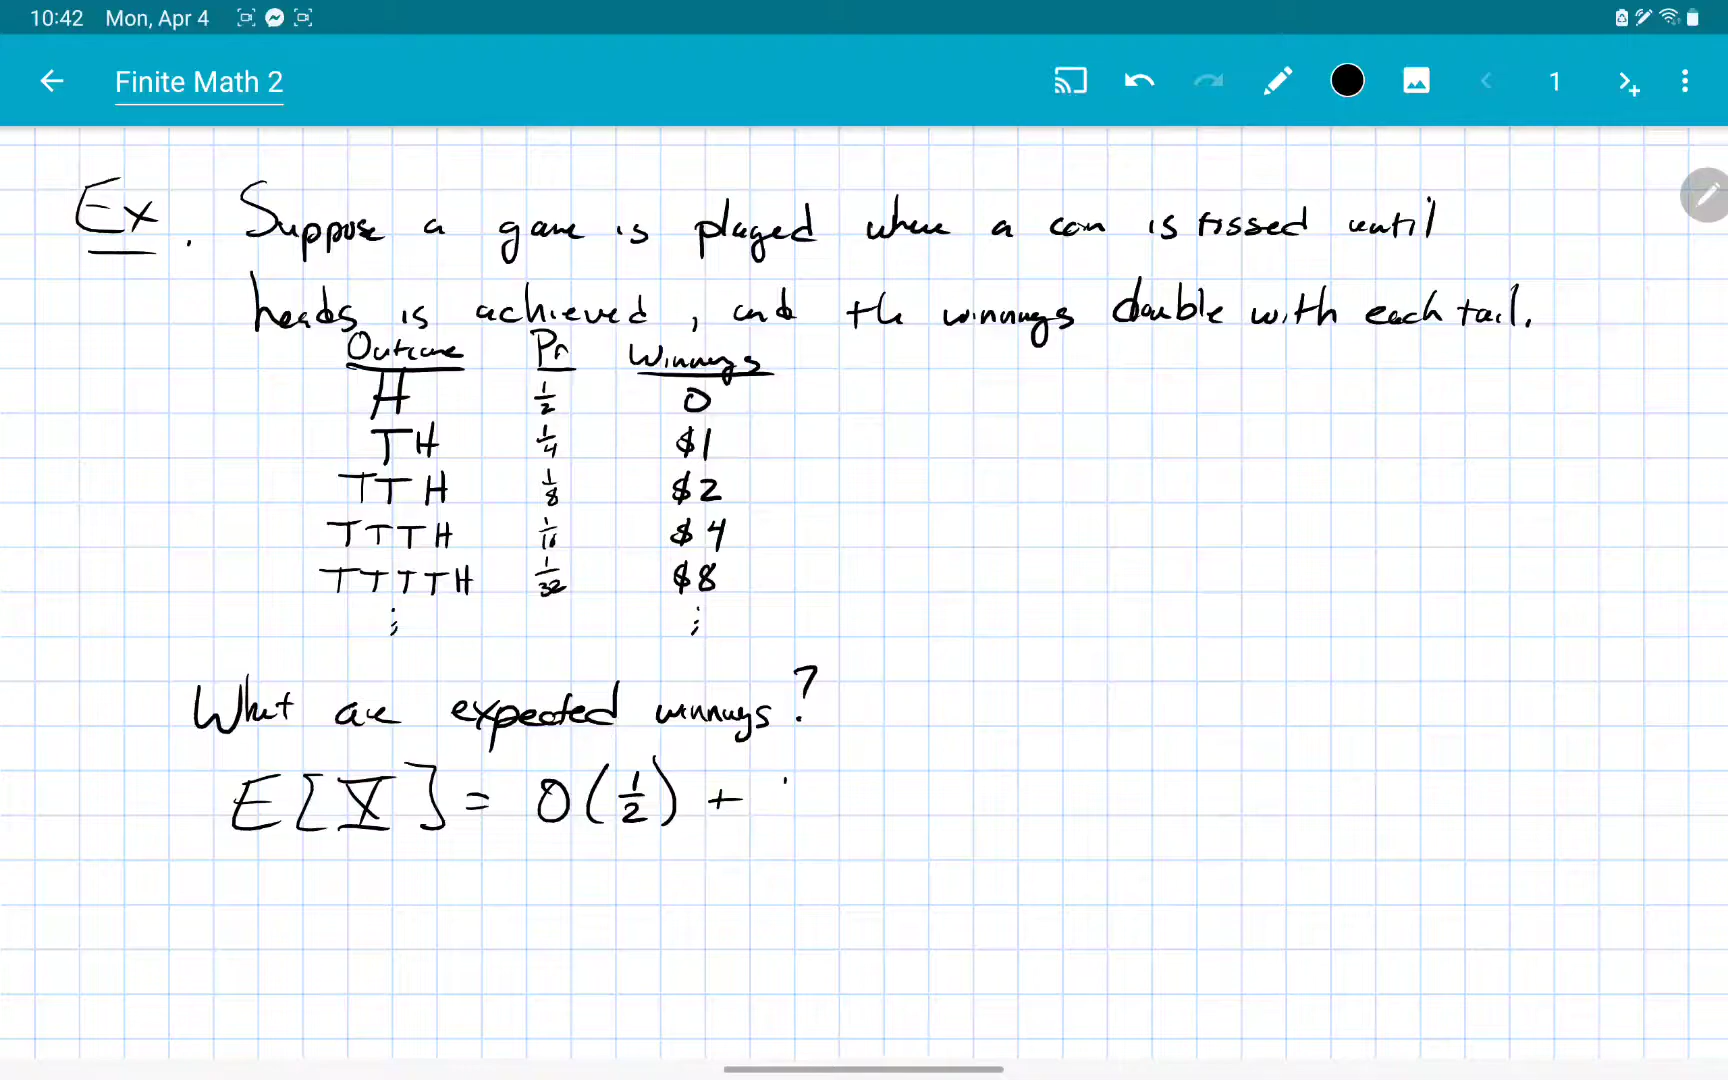 10:42 Mon, Apr 4
Finite Math 2
1
Ex. Suppose a game is played where a coin is tossed until
heads is achieved, and the winnings double with each tail.
Outcome Pr Winnings
H 1/2 0
TH 1/4 $1
TTH 1/8 $2
TTTH 1/16 $4
TTTTH 1/32 $8
⋮ ⋮
What are expected winnings?
E[X] = 0(1/2) +